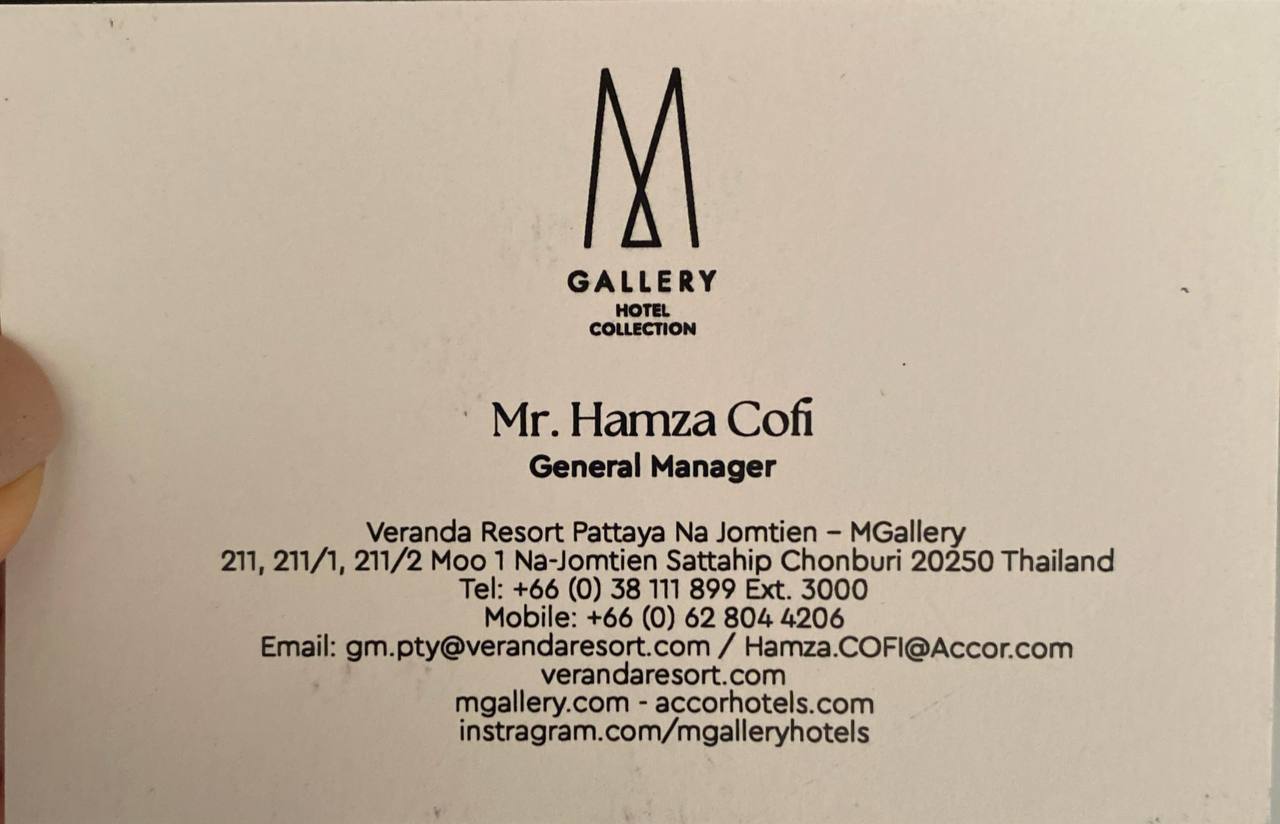 M
GALLERY
HOTEL
COLLECTION
Mr. Hamza Cofi
General Manager
Veranda Resort Pattaya Na Jomtien – MGallery
211, 211/1, 211/2 Moo 1 Na-Jomtien Sattahip Chonburi 20250 Thailand
Tel: +66 (0) 38 111 899 Ext. 3000
Mobile: +66 (0) 62 804 4206
Email: gm.pty@verandaresort.com / Hamza.COFI@Accor.com
verandaresort.com
mgallery.com - accorhotels.com
instragram.com/mgalleryhotels